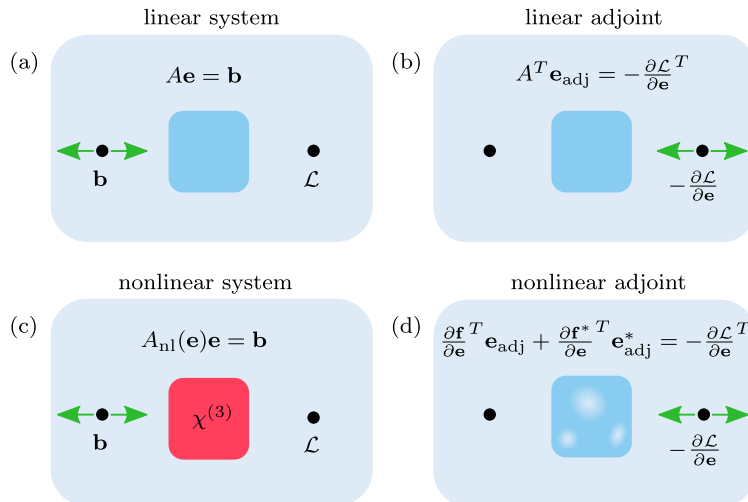 linear system
linear adjoint
(a)
Ae = b
b
ℒ
(b)
A^T e_adj = −∂ℒ/∂e^T
−∂ℒ/∂e
nonlinear system
nonlinear adjoint
(c)
A_nl(e)e = b
χ^(3)
b
ℒ
(d)
∂f/∂e^T e_adj + ∂f*/∂e^T e*_adj = −∂ℒ/∂e^T
−∂ℒ/∂e